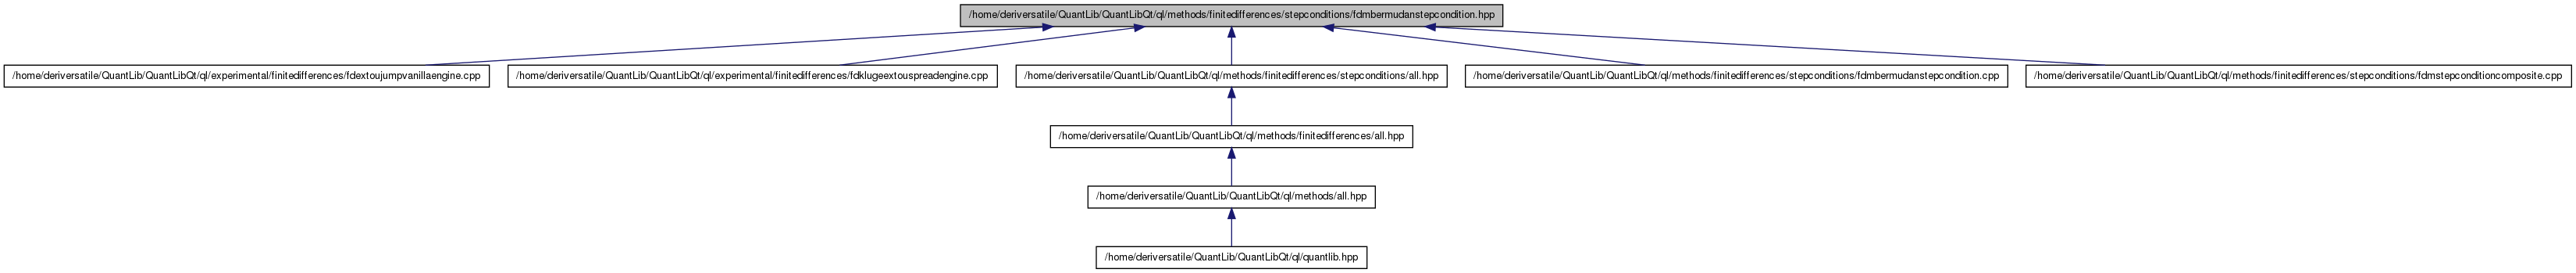 /home/deriversatile/QuantLib/QuantLibQt/ql/methods/finitedifferences/stepconditions/fdmbermudanstepcondition.hpp
/home/deriversatile/QuantLib/QuantLibQt/ql/experimental/finitedifferences/fdextoujumpvanillaengine.cpp
/home/deriversatile/QuantLib/QuantLibQt/ql/experimental/finitedifferences/fdklugeextouspreadengine.cpp
/home/deriversatile/QuantLib/QuantLibQt/ql/methods/finitedifferences/stepconditions/all.hpp
/home/deriversatile/QuantLib/QuantLibQt/ql/methods/finitedifferences/stepconditions/fdmbermudanstepcondition.cpp
/home/deriversatile/QuantLib/QuantLibQt/ql/methods/finitedifferences/stepconditions/fdmstepconditioncomposite.cpp
/home/deriversatile/QuantLib/QuantLibQt/ql/methods/finitedifferences/all.hpp
/home/deriversatile/QuantLib/QuantLibQt/ql/methods/all.hpp
/home/deriversatile/QuantLib/QuantLibQt/ql/quantlib.hpp